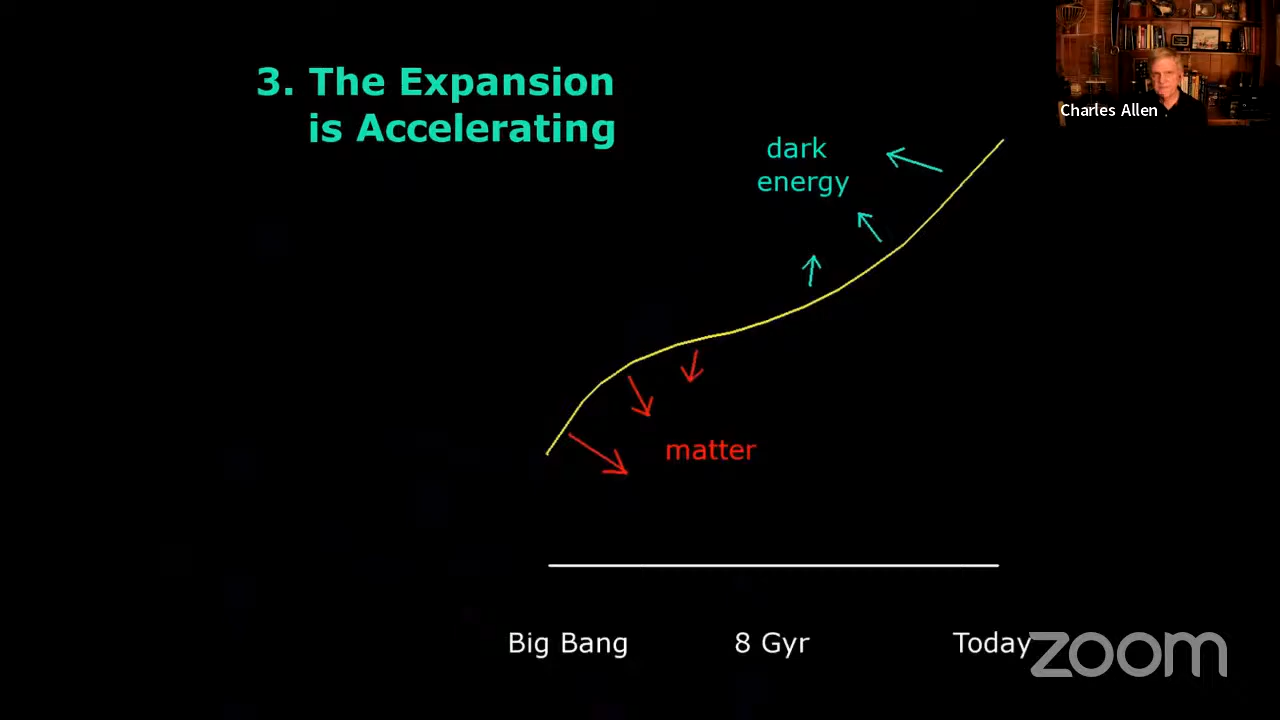 3. The Expansion
is Accelerating
Charles Allen
dark
energy
matter
Big Bang
8 Gyr
Today
zoom